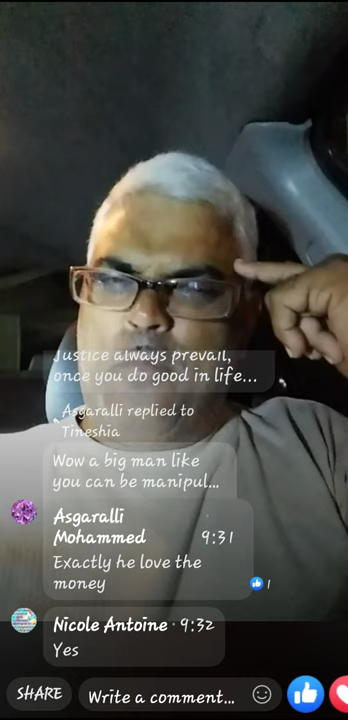 Justice always prevail,
once you do good in life...
Asgaralli replied to
Tineshia
Wow a big man like
you can be manipul...
Asgaralli
Mohammed 9:31
Exactly he love the
money
1
Nicole Antoine · 9:32
Yes
SHARE
Write a comment...